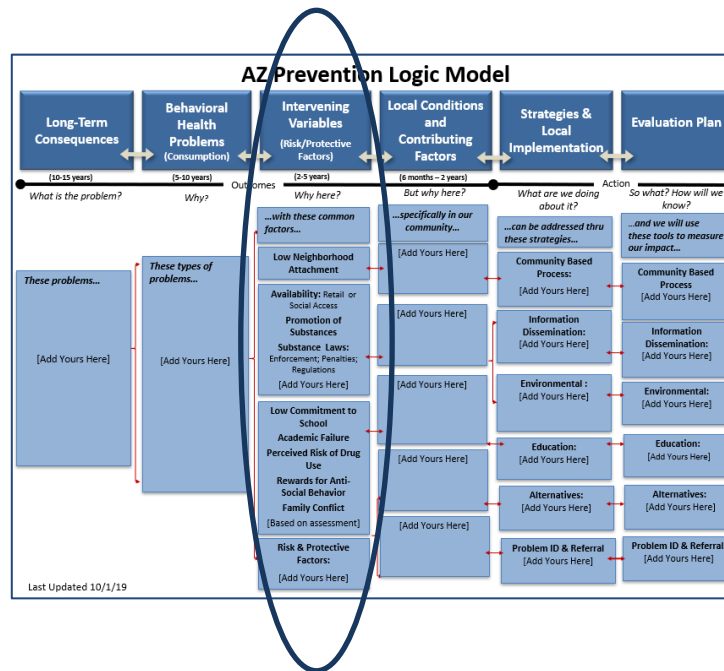 AZ Prevention Logic Model
Long-Term
Consequences
Behavioral
Health
Problems
(Consumption)
Intervening
Variables
(Risk/Protective
Factors)
Local Conditions
and
Contributing
Factors
Strategies &
Local
Implementation
Evaluation Plan
(10-15 years)
(5-10 years)
Outcomes
(2-5 years)
(6 months – 2 years)
Action
What is the problem?
Why?
Why here?
But why here?
What are we doing
about it?
So what? How will we
know?
These problems...
[Add Yours Here]
These types of
problems...
[Add Yours Here]
...with these common
factors...
Low Neighborhood
Attachment
Availability: Retail or
Social Access
Promotion of
Substances
Substance Laws:
Enforcement; Penalties;
Regulations
[Add Yours Here]
Low Commitment to
School
Academic Failure
Perceived Risk of Drug
Use
Rewards for Anti-
Social Behavior
Family Conflict
[Based on assessment]
Risk & Protective
Factors:
[Add Yours Here]
...specifically in our
community...
[Add Yours Here]
[Add Yours Here]
[Add Yours Here]
[Add Yours Here]
[Add Yours Here]
...can be addressed thru
these strategies...
Community Based
Process:
[Add Yours Here]
Information
Dissemination:
[Add Yours Here]
Environmental :
[Add Yours Here]
Education:
[Add Yours Here]
Alternatives:
[Add Yours Here]
Problem ID & Referral
[Add Yours Here]
...and we will use
these tools to measure
our impact...
Community Based
Process
[Add Yours Here]
Information
Dissemination:
[Add Yours Here]
Environmental:
[Add Yours Here]
Education:
[Add Yours Here]
Alternatives:
[Add Yours Here]
Problem ID & Referral
[Add Yours Here]
Last Updated 10/1/19